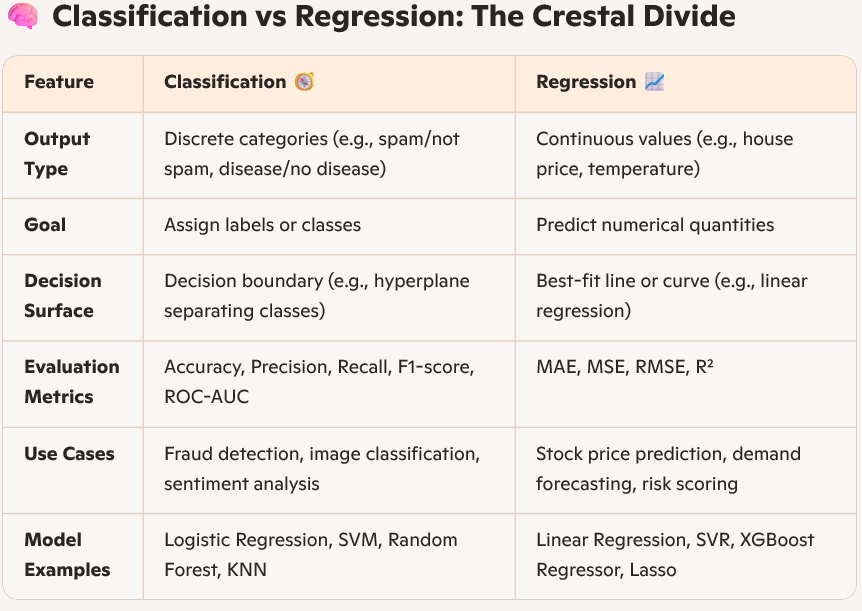 🧠 Classification vs Regression: The Crestal Divide
Feature
Classification 🧭
Regression 📈
Output
Type
Discrete categories (e.g., spam/not
spam, disease/no disease)
Continuous values (e.g., house
price, temperature)
Goal
Assign labels or classes
Predict numerical quantities
Decision
Surface
Decision boundary (e.g., hyperplane
separating classes)
Best-fit line or curve (e.g., linear
regression)
Evaluation
Metrics
Accuracy, Precision, Recall, F1-score,
ROC-AUC
MAE, MSE, RMSE, R²
Use Cases
Fraud detection, image classification,
sentiment analysis
Stock price prediction, demand
forecasting, risk scoring
Model
Examples
Logistic Regression, SVM, Random
Forest, KNN
Linear Regression, SVR, XGBoost
Regressor, Lasso